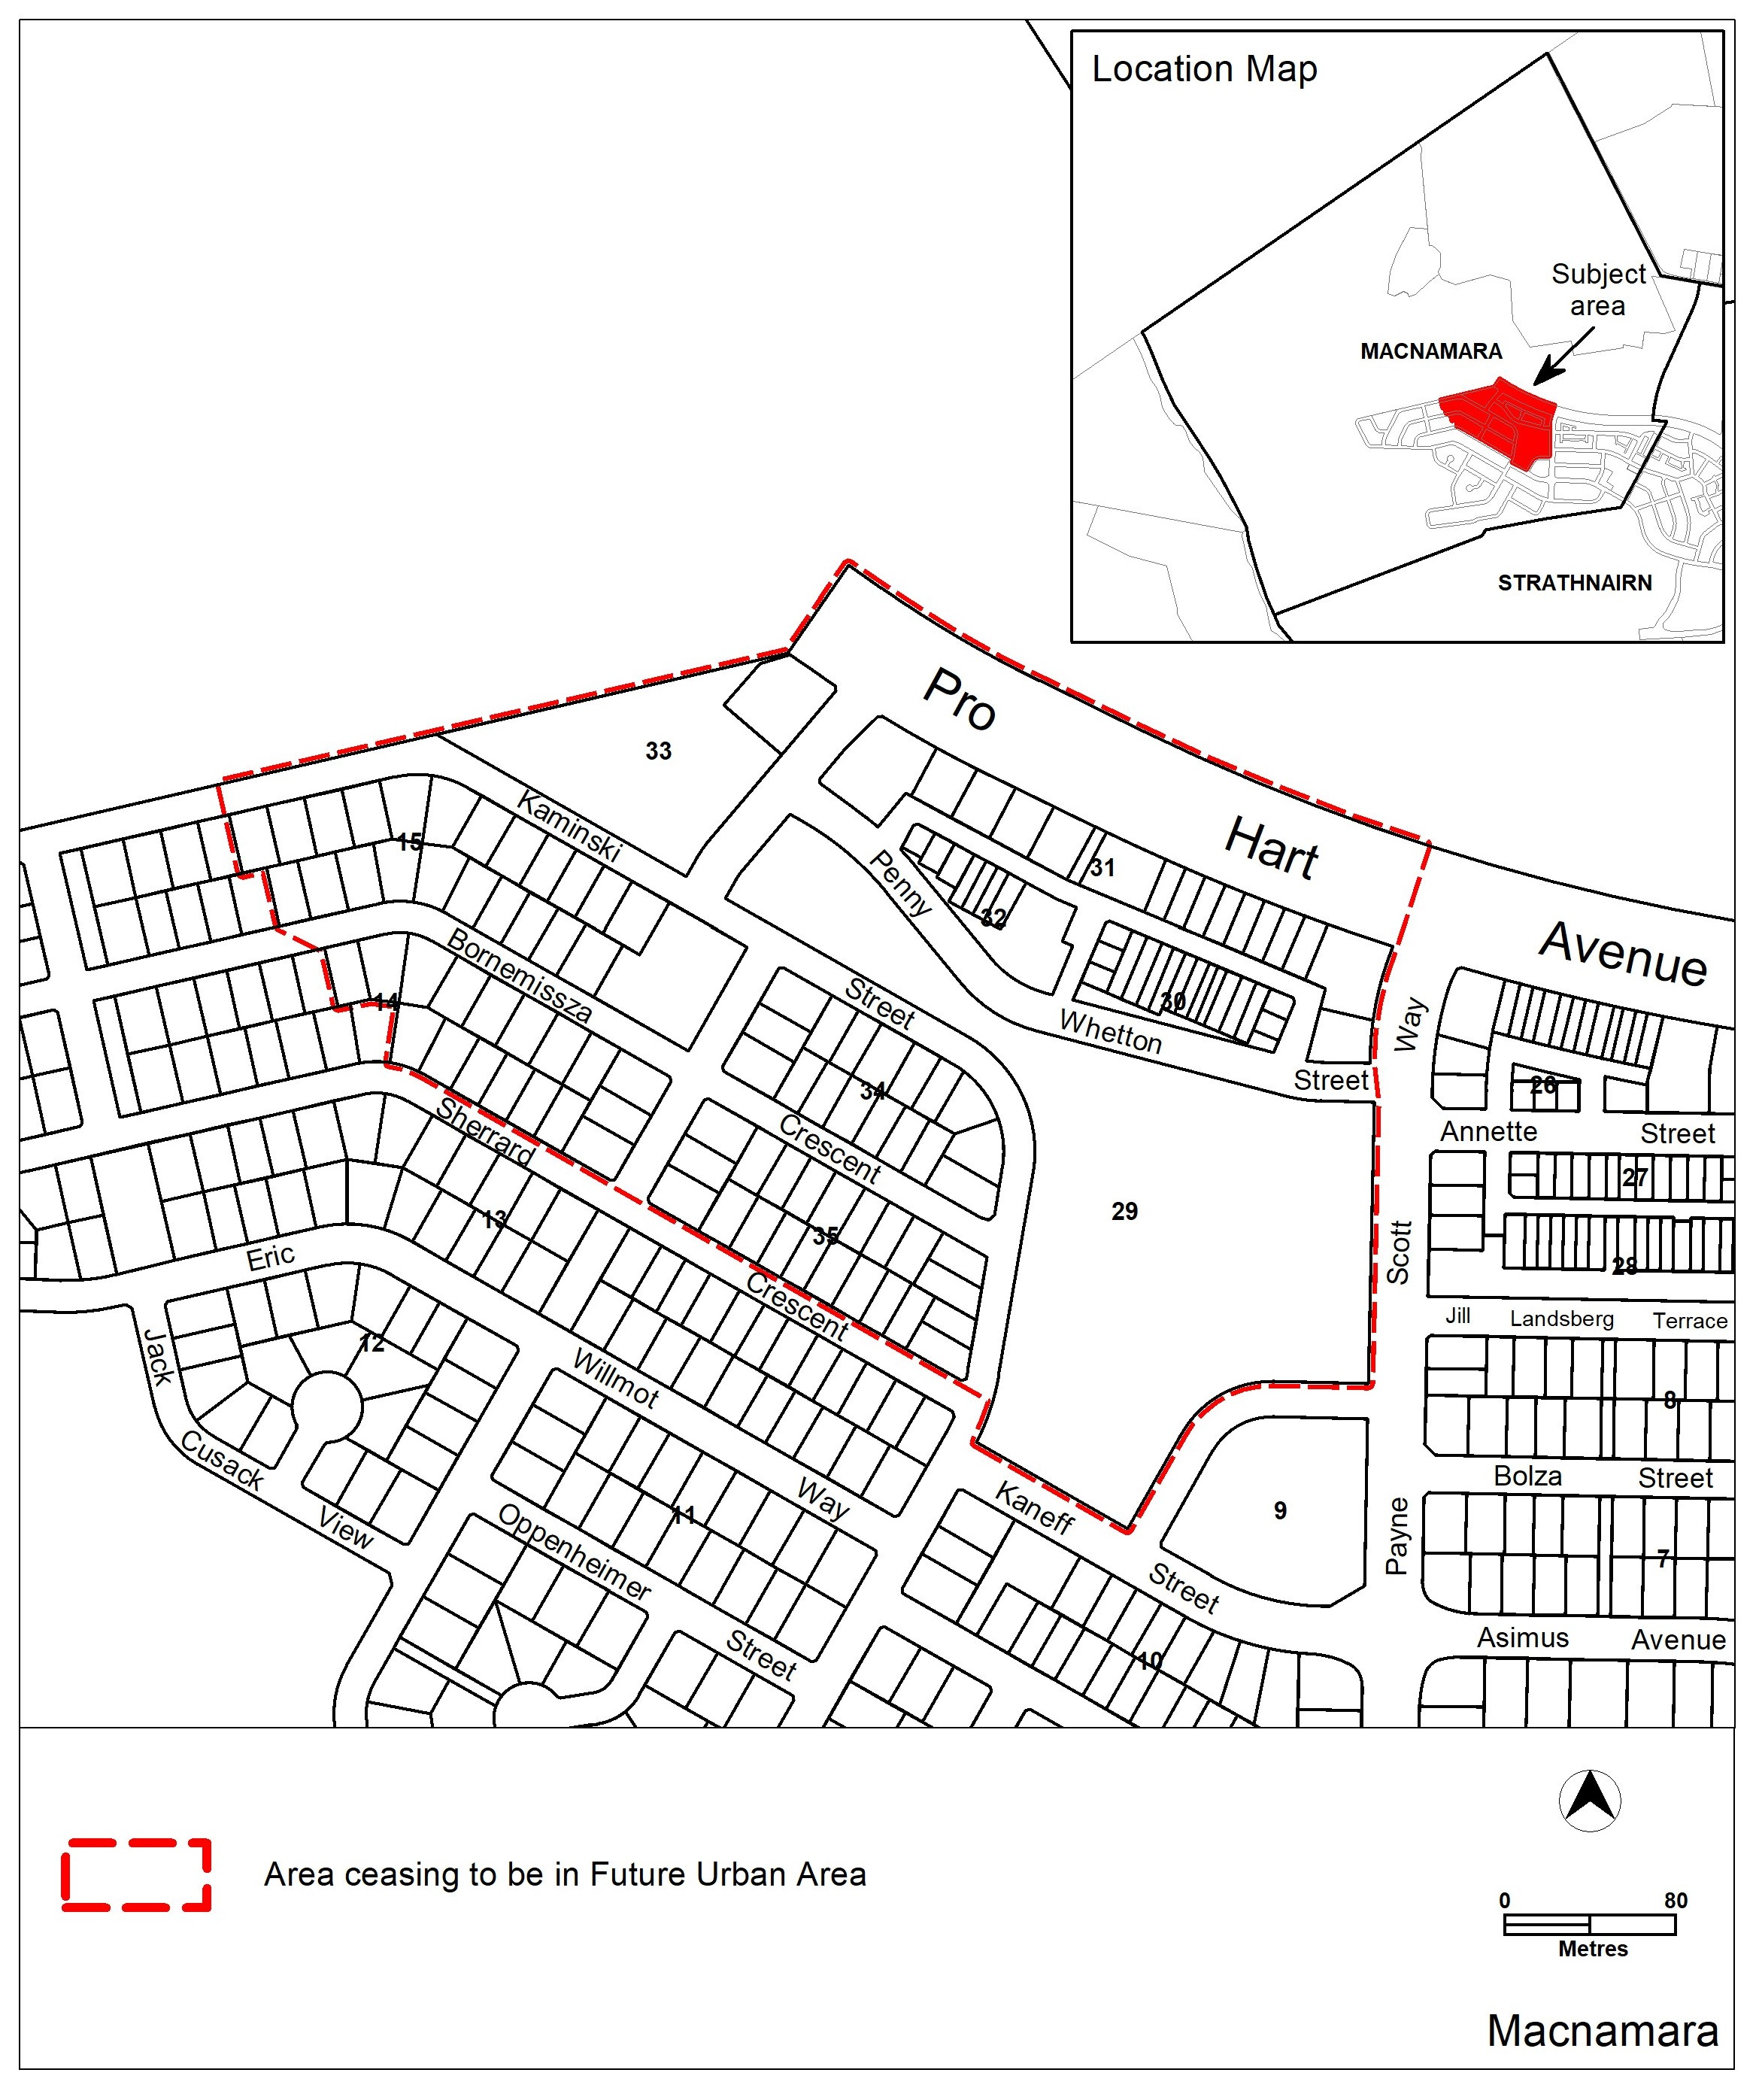 Location Map
Subject
area
MACNAMARA
STRATHNAIRN
Pro
Hart
Avenue
33
Kaminski
15
31
Penny
32
Bornemissza
14
Street
30
Whetton
Way
Street
34
26
Sherrard
Crescent
Annette Street
27
13
35
29
Scott
Eric
28
Crescent
Jill Landsberg Terrace
Jack
12
Willmot
8
Cusack
Way
Bolza Street
View
11
Kaneff
9
Payne
Oppenheimer
7
Street
Street
10
Asimus Avenue
Area ceasing to be in Future Urban Area
0 80
Metres
Macnamara